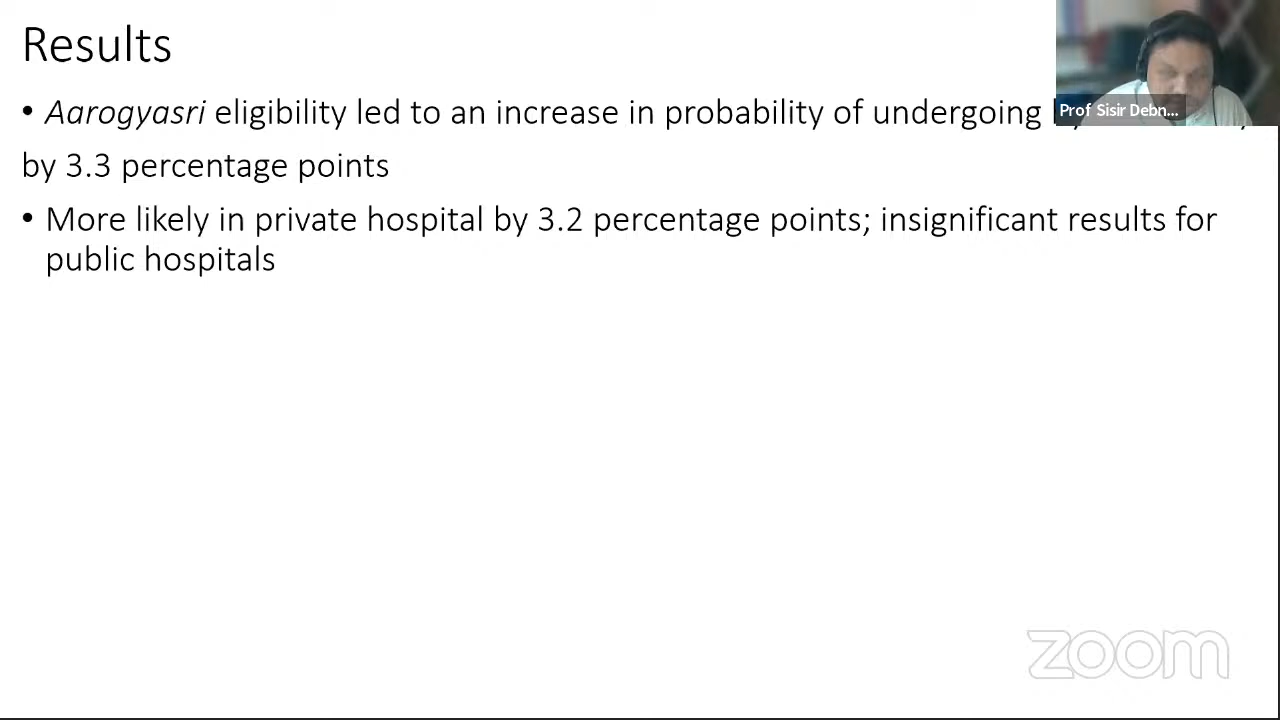 Results
• Aarogyasri eligibility led to an increase in probability of undergoing
by 3.3 percentage points
• More likely in private hospital by 3.2 percentage points; insignificant results for
public hospitals
Prof Sisir Debn...
zoom